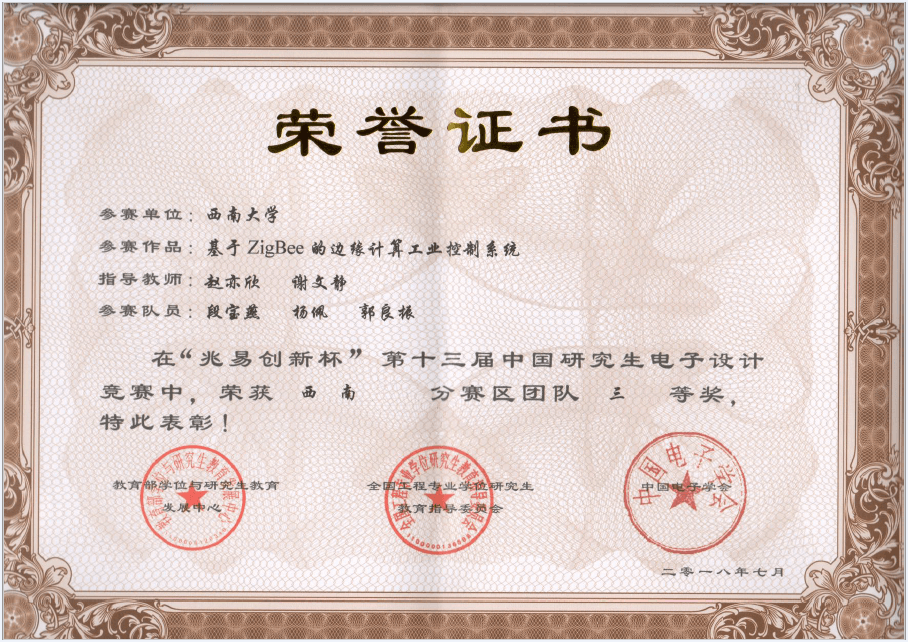 荣誉证书
参赛单位：西南大学
参赛作品：基于 ZigBee 的边缘计算工业控制系统
指导教师：赵亦欣 谢文静
参赛队员：段宝燕 杨佩 郭良振
在“兆易创新杯”第十三届中国研究生电子设计
竞赛中，荣获 西南 分赛区团队 三 等奖，
特此表彰！
教育部学位与研究生教育
发展中心
全国工程专业学位研究生
教育指导委员会
中国电子学会
中国电子学会
二零一八年七月